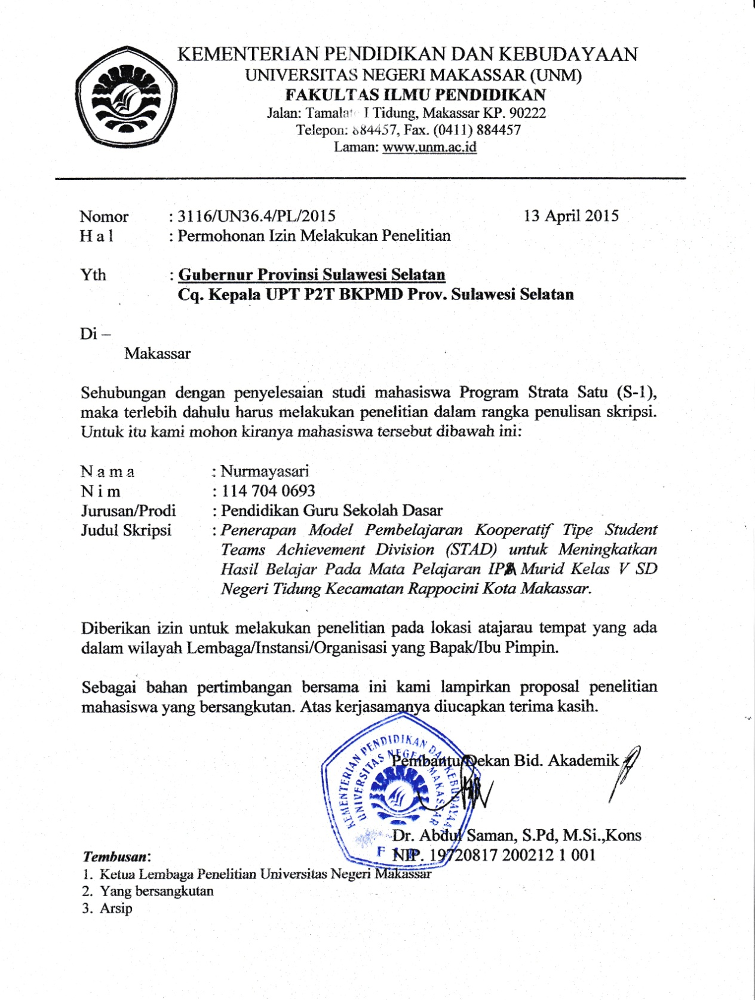 KEMENTERIAN PENDIDIKAN DAN KEBUDAYAAN
UNIVERSITAS NEGERI MAKASSAR (UNM)
FAKULTAS ILMU PENDIDIKAN
Jalan: Tamalate I Tidung, Makassar KP. 90222
Telepon: 884457, Fax. (0411) 884457
Laman: www.unm.ac.id
Nomor : 3116/UN36.4/PL/2015 13 April 2015
H a l : Permohonan Izin Melakukan Penelitian
Yth : Gubernur Provinsi Sulawesi Selatan
Cq. Kepala UPT P2T BKPMD Prov. Sulawesi Selatan
Di –
Makassar
Sehubungan dengan penyelesaian studi mahasiswa Program Strata Satu (S-1),
maka terlebih dahulu harus melakukan penelitian dalam rangka penulisan skripsi.
Untuk itu kami mohon kiranya mahasiswa tersebut dibawah ini:
N a m a : Nurmayasari
N i m : 114 704 0693
Jurusan/Prodi : Pendidikan Guru Sekolah Dasar
Judul Skripsi : Penerapan Model Pembelajaran Kooperatif Tipe Student
Teams Achievement Division (STAD) untuk Meningkatkan
Hasil Belajar Pada Mata Pelajaran IPA Murid Kelas V SD
Negeri Tidung Kecamatan Rappocini Kota Makassar.
Diberikan izin untuk melakukan penelitian pada lokasi atajarau tempat yang ada
dalam wilayah Lembaga/Instansi/Organisasi yang Bapak/Ibu Pimpin.
Sebagai bahan pertimbangan bersama ini kami lampirkan proposal penelitian
mahasiswa yang bersangkutan. Atas kerjasamanya diucapkan terima kasih.
Pembantu Dekan Bid. Akademik
KEMENTERIAN PENDIDIKAN DAN KEBUDAYAAN
UNIVERSITAS NEGERI MAKASSAR
F I P
Dr. Abdul Saman, S.Pd, M.Si.,Kons
NIP. 19720817 200212 1 001
Tembusan:
1. Ketua Lembaga Penelitian Universitas Negeri Makassar
2. Yang bersangkutan
3. Arsip